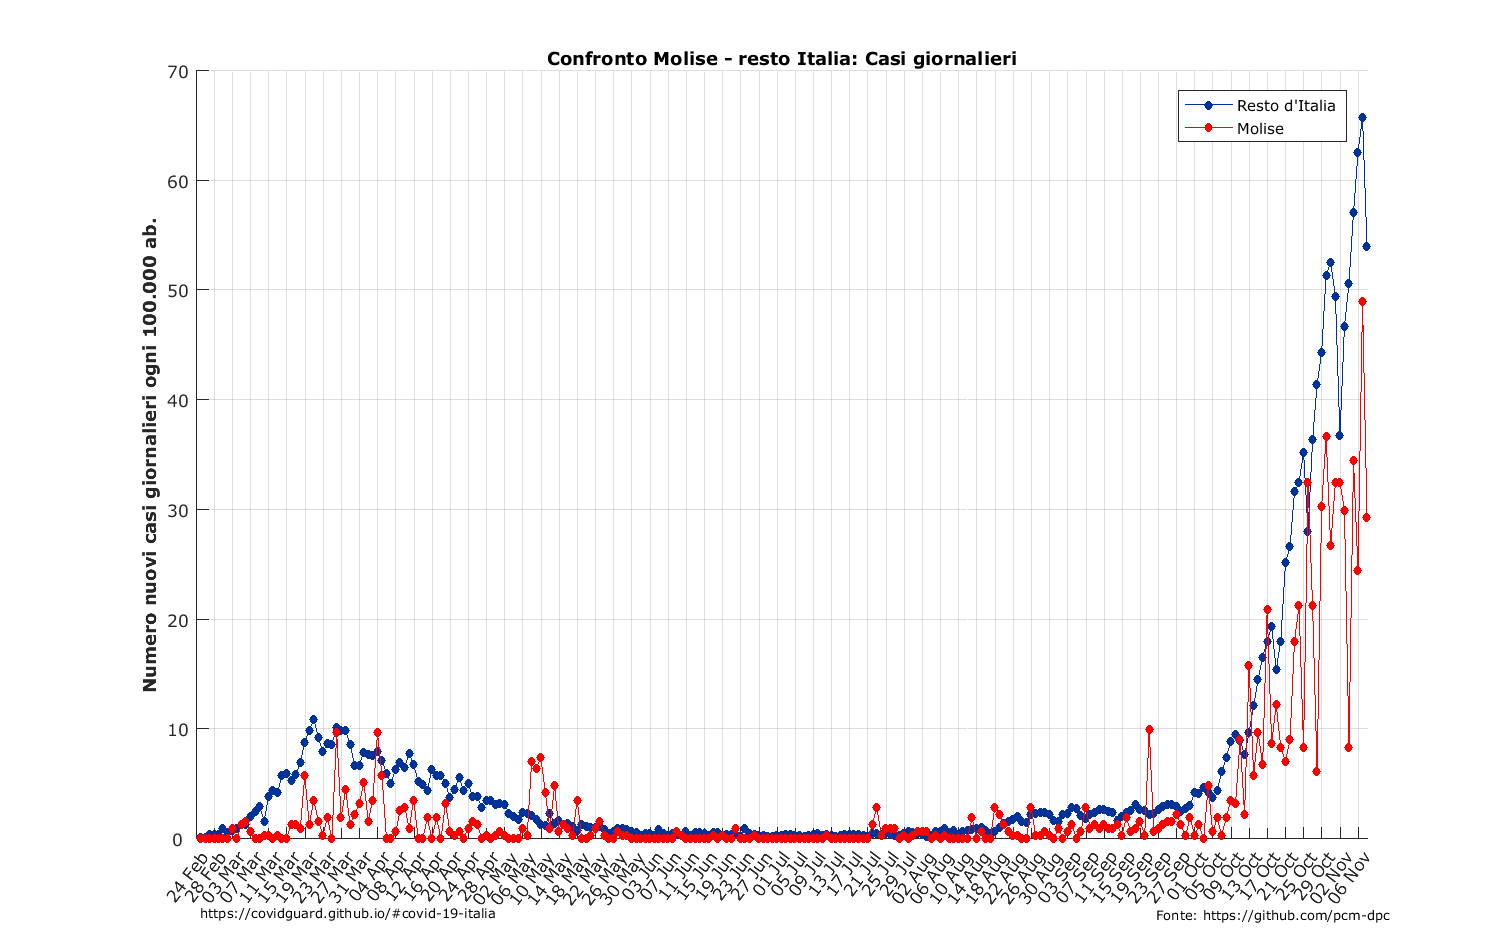 Confronto Molise - resto Italia: Casi giornalieri
Resto d'Italia
Molise
Numero nuovi casi giornalieri ogni 100.000 ab.
70
60
50
40
30
20
10
0
24 Feb
28 Feb
03 Mar
07 Mar
11 Mar
15 Mar
19 Mar
23 Mar
27 Mar
31 Mar
04 Apr
08 Apr
12 Apr
16 Apr
20 Apr
24 Apr
28 Apr
02 May
06 May
10 May
14 May
18 May
22 May
26 May
30 May
03 Jun
07 Jun
11 Jun
15 Jun
19 Jun
23 Jun
27 Jun
01 Jul
05 Jul
09 Jul
13 Jul
17 Jul
21 Jul
25 Jul
29 Jul
02 Aug
06 Aug
10 Aug
14 Aug
18 Aug
22 Aug
26 Aug
30 Aug
03 Sep
07 Sep
11 Sep
15 Sep
19 Sep
23 Sep
27 Sep
01 Oct
05 Oct
09 Oct
13 Oct
17 Oct
21 Oct
25 Oct
29 Oct
02 Nov
06 Nov
https://covidguard.github.io/#covid-19-italia
Fonte: https://github.com/pcm-dpc